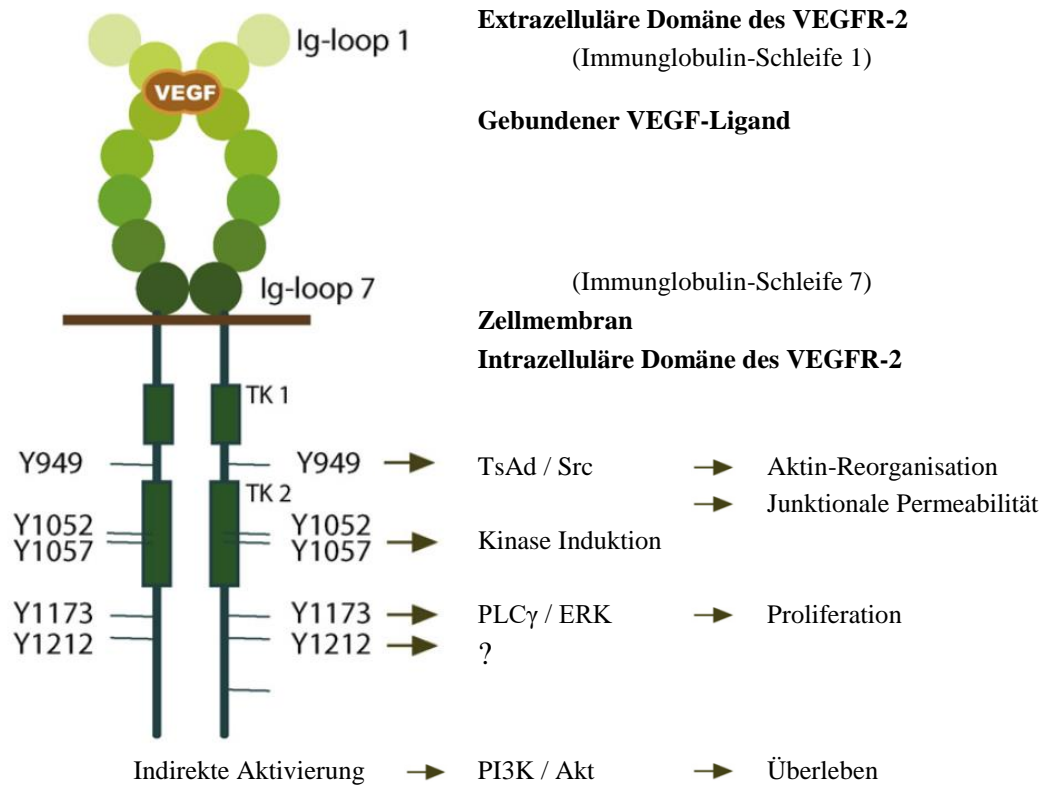 Ig-loop 1
Extrazelluläre Domäne des VEGFR-2
(Immunglobulin-Schleife 1)
VEGF
Gebundener VEGF-Ligand
Ig-loop 7
(Immunglobulin-Schleife 7)
Zellmembran
Intrazelluläre Domäne des VEGFR-2
TK 1
Y949 Y949 TsAd / Src Aktin-Reorganisation
TK 2
Junktionale Permeabilität
Y1052 Y1052
Y1057 Y1057 Kinase Induktion
Y1173 Y1173 PLCγ / ERK Proliferation
Y1212 Y1212 ?
Indirekte Aktivierung PI3K / Akt Überleben